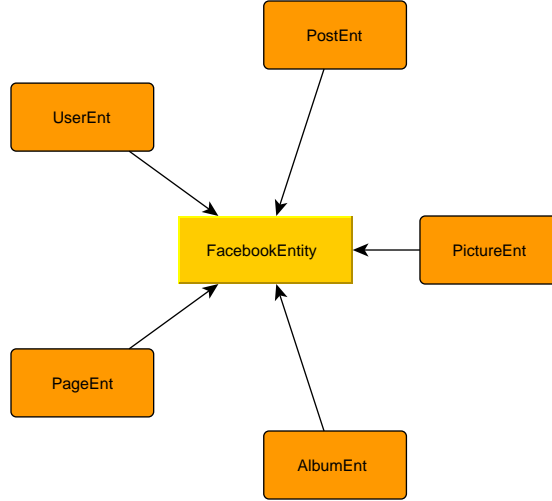 PostEnt
UserEnt
FacebookEntity
PictureEnt
PageEnt
AlbumEnt